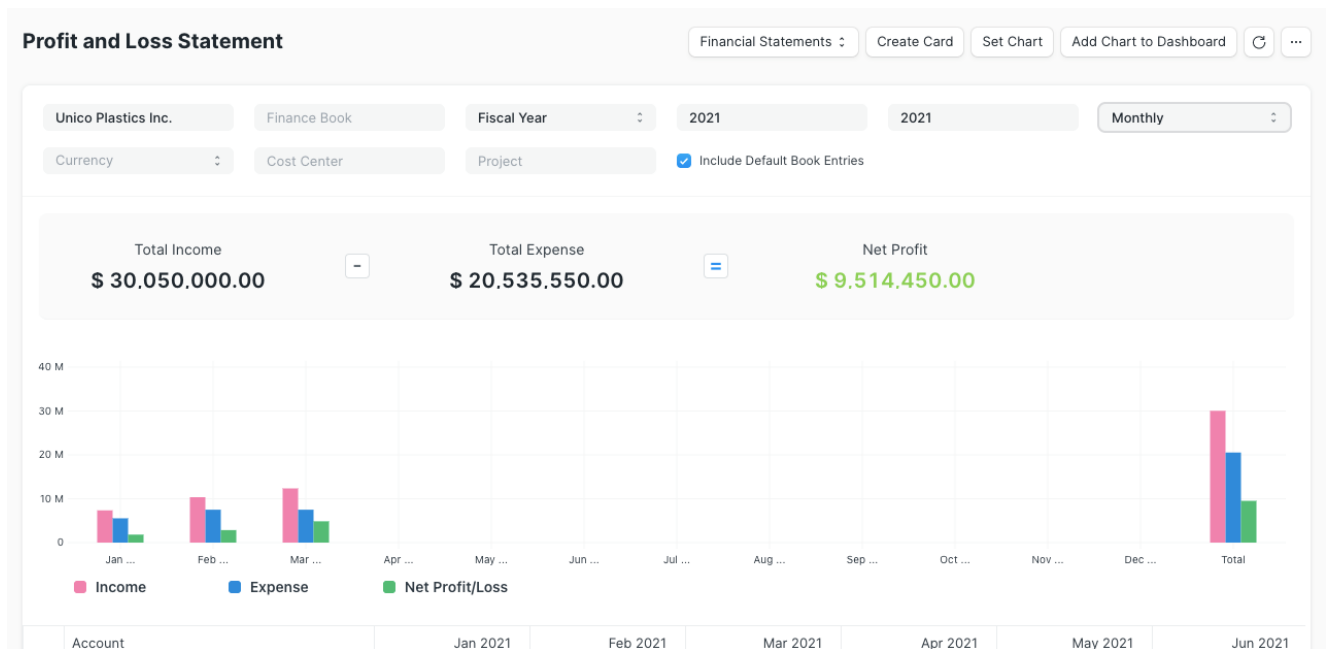 Profit and Loss Statement
Financial Statements Create Card Set Chart Add Chart to Dashboard ...
Unico Plastics Inc. Finance Book Fiscal Year 2021 2021 Monthly
Currency Cost Center Project Include Default Book Entries
Total Income Total Expense Net Profit
$ 30,050,000.00 - $ 20,535,550.00 = $ 9,514,450.00
40 M
30 M
20 M
10 M
0
Jan ... Feb ... Mar ... Apr ... May ... Jun ... Jul ... Aug ... Sep ... Oct ... Nov ... Dec ... Total
Income Expense Net Profit/Loss
Account Jan 2021 Feb 2021 Mar 2021 Apr 2021 May 2021 Jun 2021